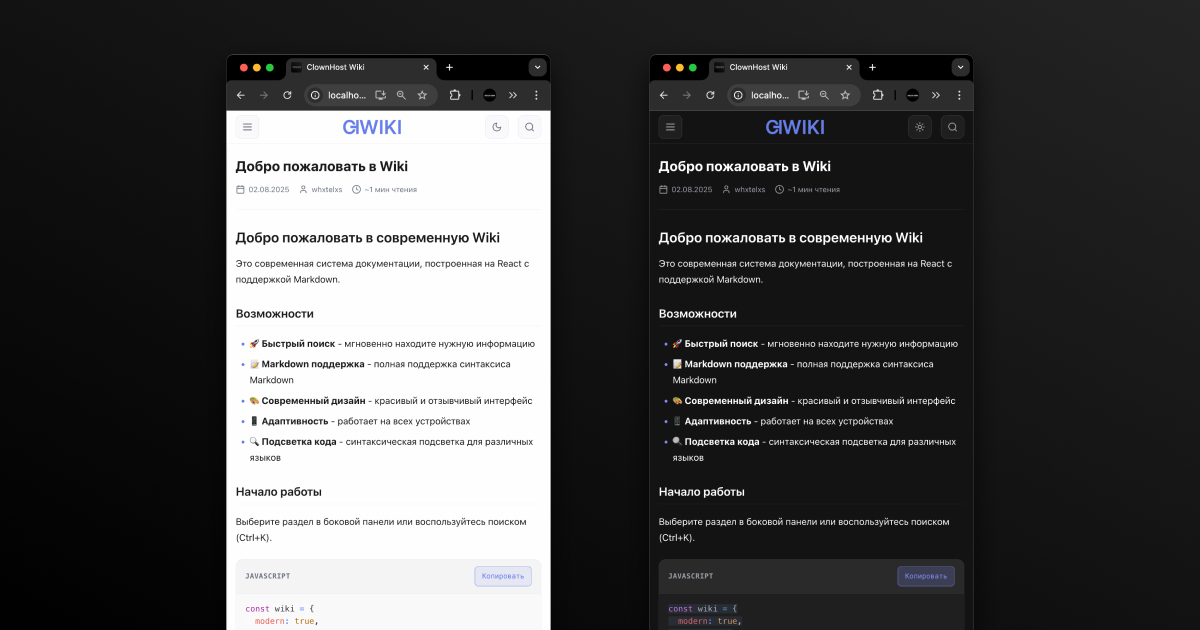 ClownHost Wiki
localho...
GWIKI
Добро пожаловать в Wiki
02.08.2025 whxtelxs ~1 мин чтения
Добро пожаловать в современную Wiki
Это современная система документации, построенная на React с
поддержкой Markdown.
Возможности
🚀 Быстрый поиск - мгновенно находите нужную информацию
📝 Markdown поддержка - полная поддержка синтаксиса
Markdown
🎨 Современный дизайн - красивый и отзывчивый интерфейс
📱 Адаптивность - работает на всех устройствах
🔍 Подсветка кода - синтаксическая подсветка для различных
языков
Начало работы
Выберите раздел в боковой панели или воспользуйтесь поиском
(Ctrl+K).
JAVASCRIPT Копировать
const wiki = {
modern: true,
ClownHost Wiki
localho...
GWIKI
Добро пожаловать в Wiki
02.08.2025 whxtelxs ~1 мин чтения
Добро пожаловать в современную Wiki
Это современная система документации, построенная на React с
поддержкой Markdown.
Возможности
🚀 Быстрый поиск - мгновенно находите нужную информацию
📝 Markdown поддержка - полная поддержка синтаксиса
Markdown
🎨 Современный дизайн - красивый и отзывчивый интерфейс
📱 Адаптивность - работает на всех устройствах
🔍 Подсветка кода - синтаксическая подсветка для различных
языков
Начало работы
Выберите раздел в боковой панели или воспользуйтесь поиском
(Ctrl+K).
JAVASCRIPT Копировать
const wiki = {
modern: true,